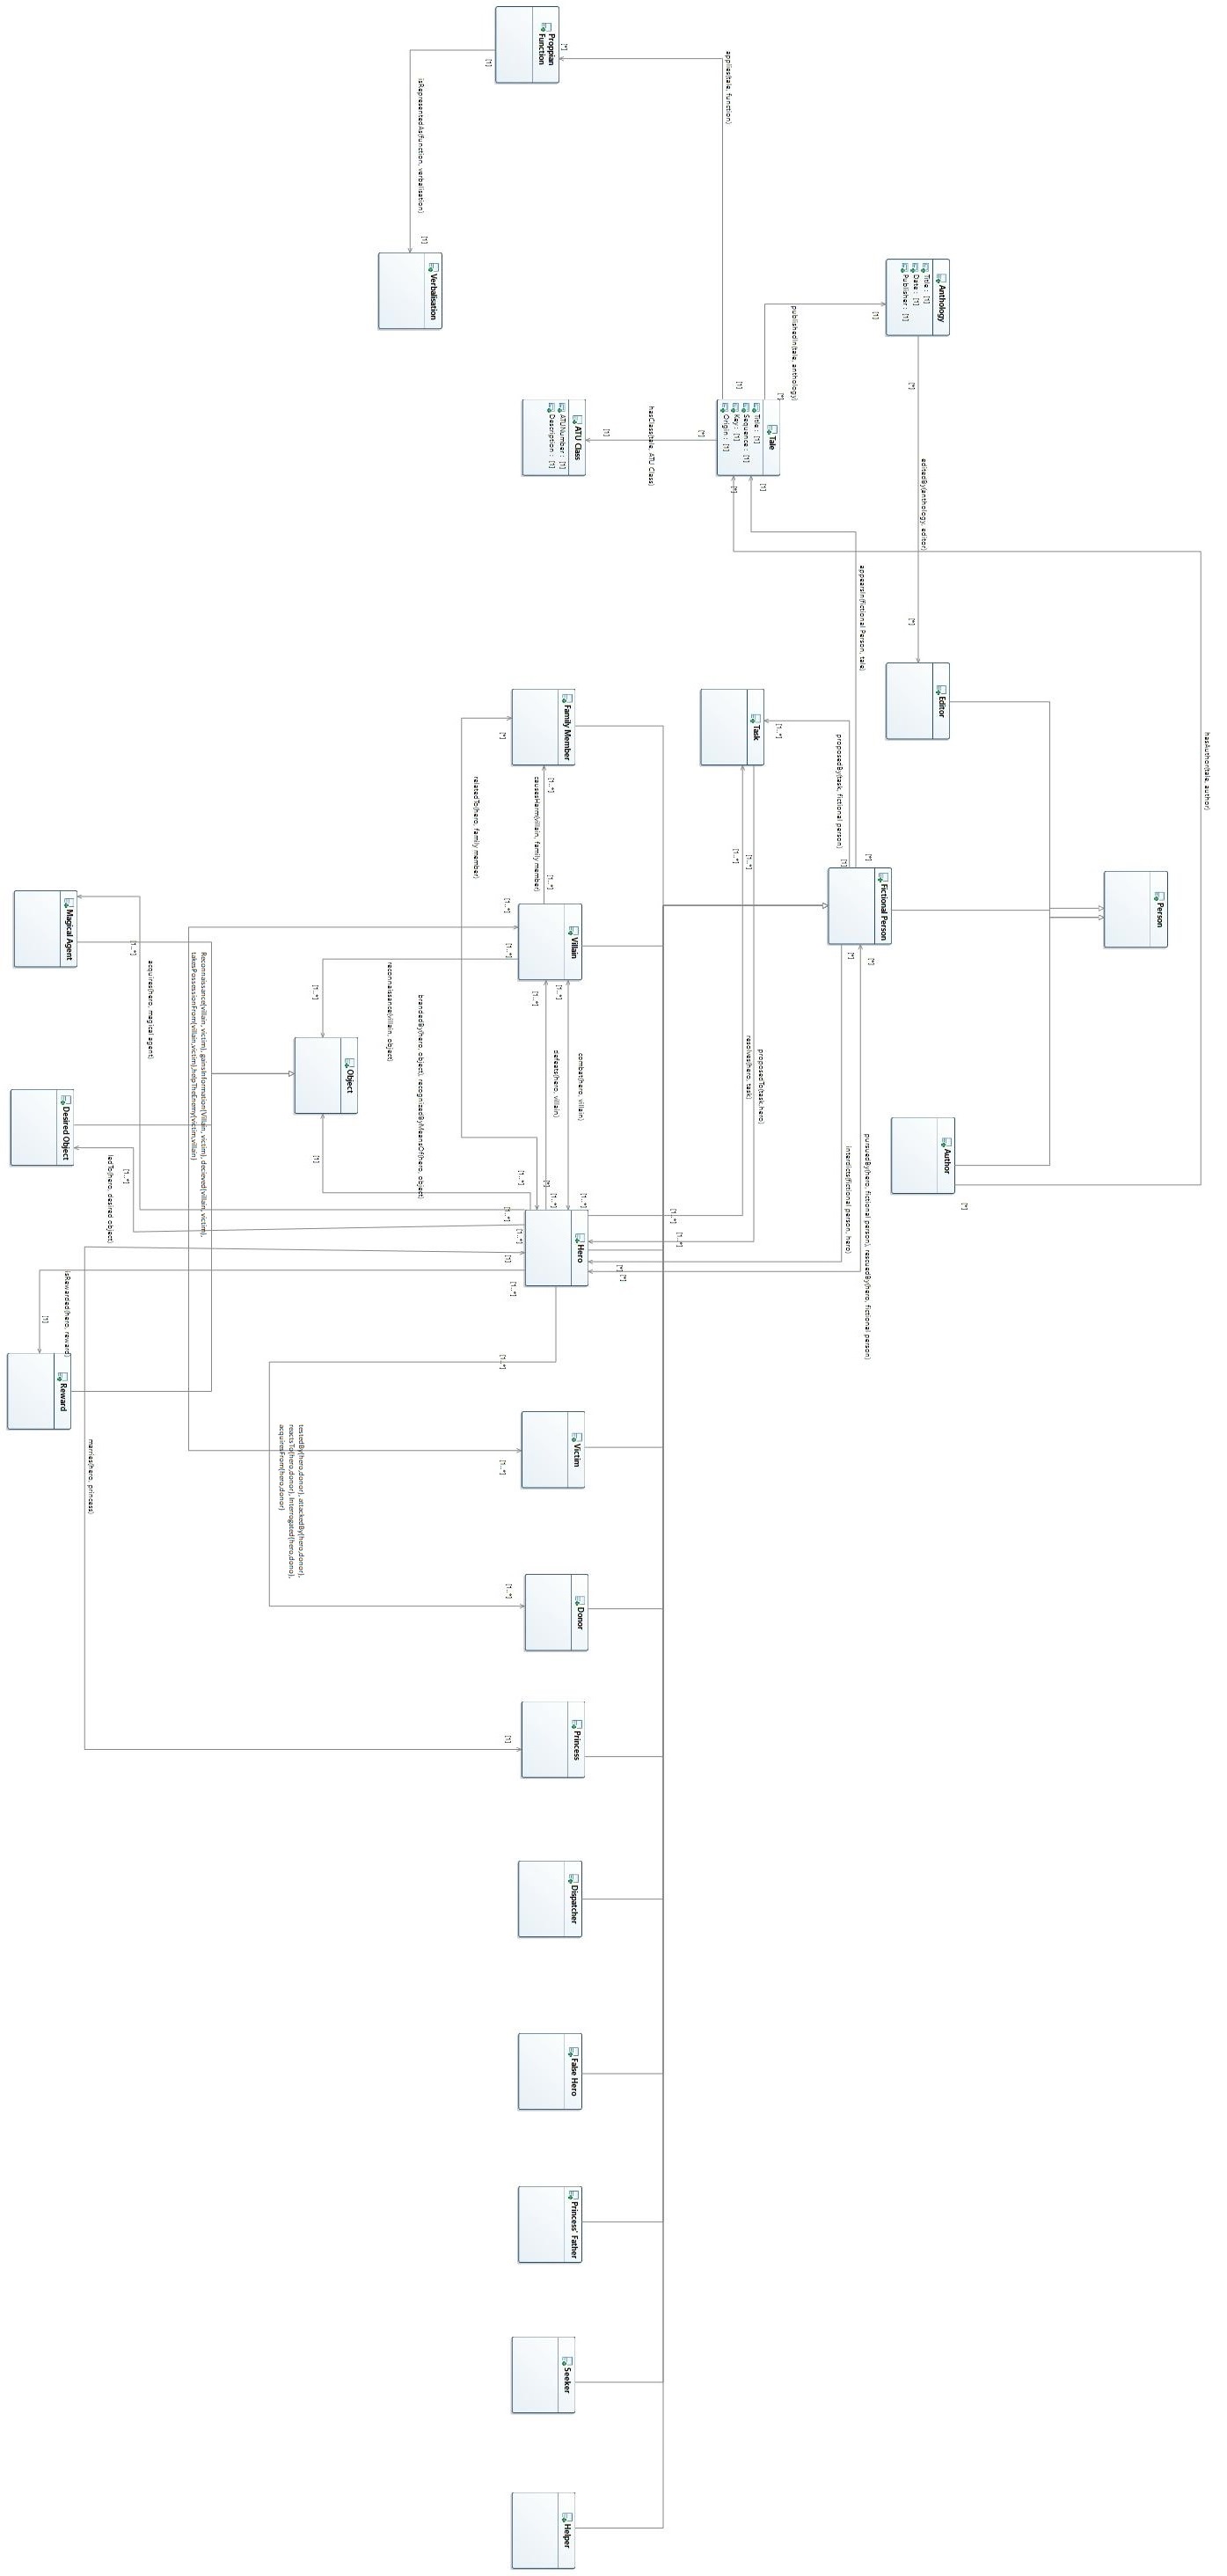 hasAuthor(tale, author)
Person
Anthology
Title : [1]
Date : [1]
Publisher : [1]
[1]
[*]
editedBy(anthology, editor)
[*]
Editor
Author
[*]
Proppian
Function
[*]
[1]
applies(tale, function)
isRepresentedAs(function, verbalisation)
[1]
Verbalisation
publishedIn(tale, anthology)
[*]
[1]
Tale
Title : [1]
Sequence : [1]
Key : [1]
Origin : [1]
[1]
[*]
[*]
hasClass(tale, ATU Class)
[1]
ATU Class
ATUNumber : [1]
Description : [1]
appearsIn(fictional Person, tale)
[*]
Fictional Person
[1]
[*]
[*]
proposedBy(task, fictional person)
[1..*]
Task
[1..*]
[1..*]
proposedTo(task,hero)
resolves(hero, task)
pursuedBy(hero, fictional person), rescuedBy(hero, fictional person)
interdicts(fictional person, hero)
[1..*]
[1..*]
[*]
[*]
Family Member
[*]
[1..*]
causesHarm(villain, family member)
[1..*]
relatedTo(hero, family member)
Villain
[1..*]
[1..*]
[1..*]
[1..*]
combat(hero, villain)
defeats(hero, villain)
[1..*]
[1..*]
[*]
[1..*]
reconnaissance(villain, object)
[1..*]
brandedBy(hero, object), recognizedByMeansOf(hero, object)
Object
[1]
Hero
[1..*]
[1..*]
[1]
[1..*]
Reconnaissance(villain, victim), gainsInformation(Villain, victim), decieved(villain, victim),
takesPossessionFrom(villain,victim),helpTheEnemy(victim,villain)
Magical Agent
[1..*]
acquires(hero, magical agent)
Desired Object
[1..*]
ledTo(hero, desired object)
isRewarded(hero, reward)
[1]
Reward
[1..*]
testedBy(hero,donor), attackedBy(hero,donor),
reactsTo(hero,donor), interrogated(hero,dono),
acquiresFrom(hero,donor)
marries(hero, princess)
Victim
[1..*]
Donor
[1..*]
Princess
[1]
Dispatcher
False Hero
Princess' Father
Seeker
Helper